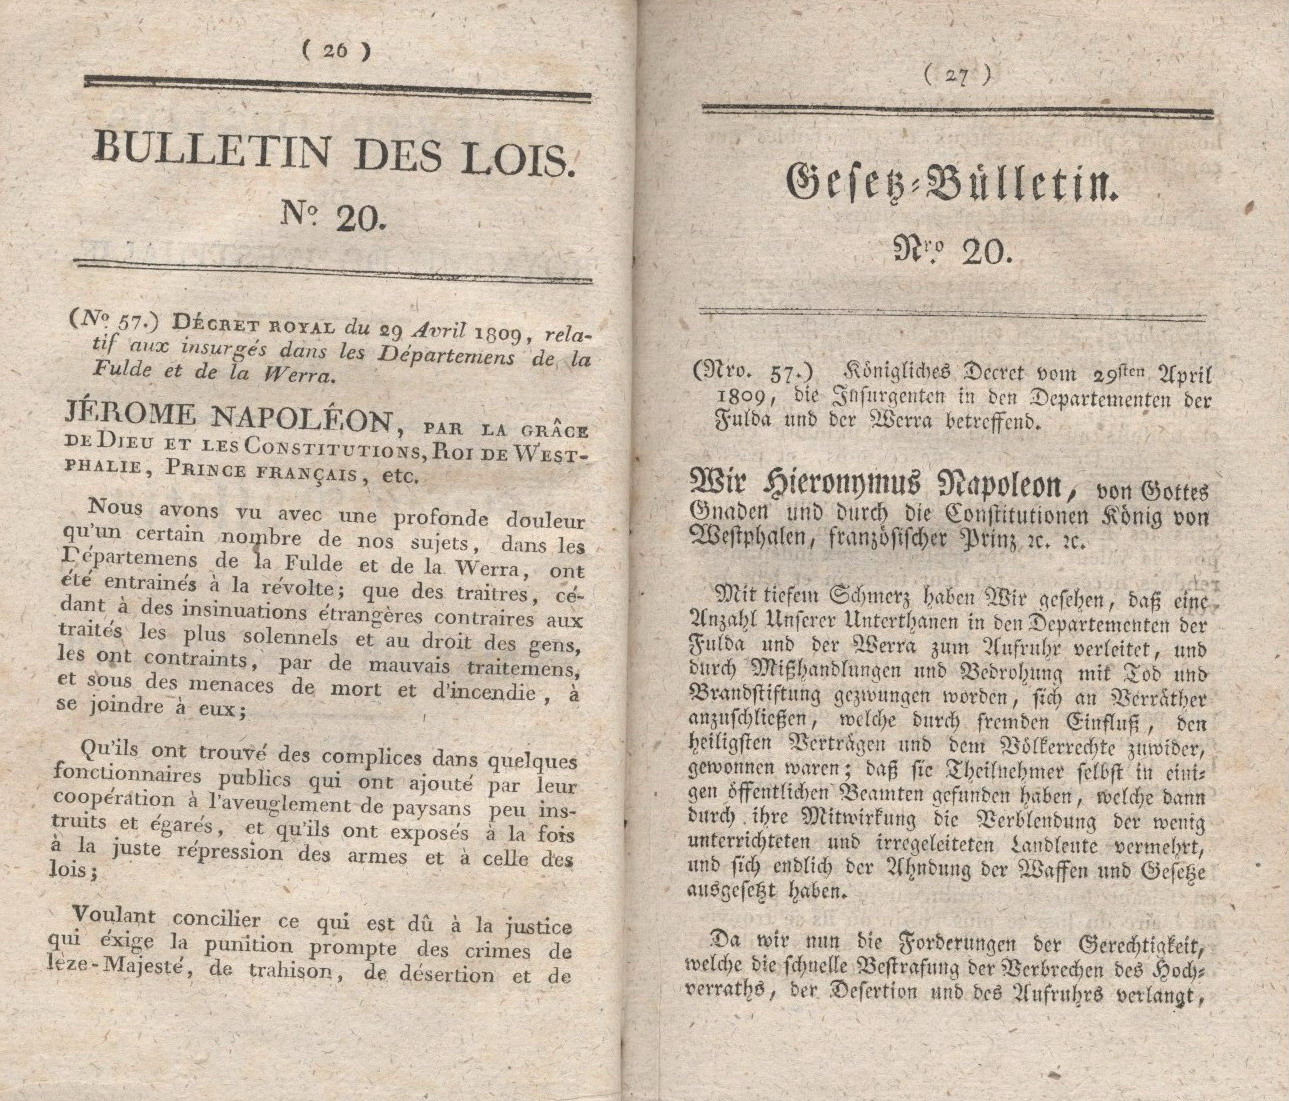 ( 26 )
BULLETIN DES LOIS.
Nº. 20.
(Nº. 57.) DÉCRET ROYAL du 29 Avril 1809, rela-
tif aux insurgés dans les Départemens de la
Fulde et de la Werra.
JÉROME NAPOLÉON, PAR LA GRÂCE
DE DIEU ET LES CONSTITUTIONS, ROI DE WEST-
PHALIE, PRINCE FRANÇAIS, etc.
Nous avons vu avec une profonde douleur
qu'un certain nombre de nos sujets, dans les
Départemens de la Fulde et de la Werra, ont
été entrainés à la révolte; que des traitres, cé-
dant à des insinuations étrangères contraires aux
traités les plus solennels et au droit des gens,
les ont contraints, par de mauvais traitemens,
et sous des menaces de mort et d'incendie, à
se joindre à eux;
Qu'ils ont trouvé des complices dans quelques
fonctionnaires publics qui ont ajouté par leur
coopération à l'aveuglement de paysans peu ins-
truits et égarés, et qu'ils ont exposés à la fois
à la juste répression des armes et à celle des
lois;
Voulant concilier ce qui est dû à la justice
qui éxige la punition prompte des crimes de
lèze-Majesté, de trahison, de désertion et de
( 27 )
Gesetz-Bülletin.
Nro. 20.
(Nro. 57.) Königliches Decret vom 29sten April
1809, die Insurgenten in den Departementen der
Fulda und der Werra betreffend.
Wir Hieronymus Napoleon, von Gottes
Gnaden und durch die Constitutionen König von
Westphalen, französischer Prinz ꝛc. ꝛc.
Mit tiefem Schmerz haben Wir gesehen, daß eine
Anzahl Unserer Unterthanen in den Departementen der
Fulda und der Werra zum Aufruhr verleitet, und
durch Mißhandlungen und Bedrohung mit Tod und
Brandstiftung gezwungen worden, sich an Verräther
anzuschließen, welche durch fremden Einfluß, den
heiligsten Verträgen und dem Völkerrechte zuwider,
gewonnen waren; daß sie Theilnehmer selbst in eini-
gen öffentlichen Beamten gefunden haben, welche dann
durch ihre Mitwirkung die Verblendung der wenig
unterrichteten und irregeleiteten Landleute vermehrt,
und sich endlich der Ahndung der Waffen und Gesetze
ausgesetzt haben.
Da wir nun die Forderungen der Gerechtigkeit,
welche die schnelle Bestrafung der Verbrechen des Hoch-
verraths, der Desertion und des Aufruhrs verlangt,